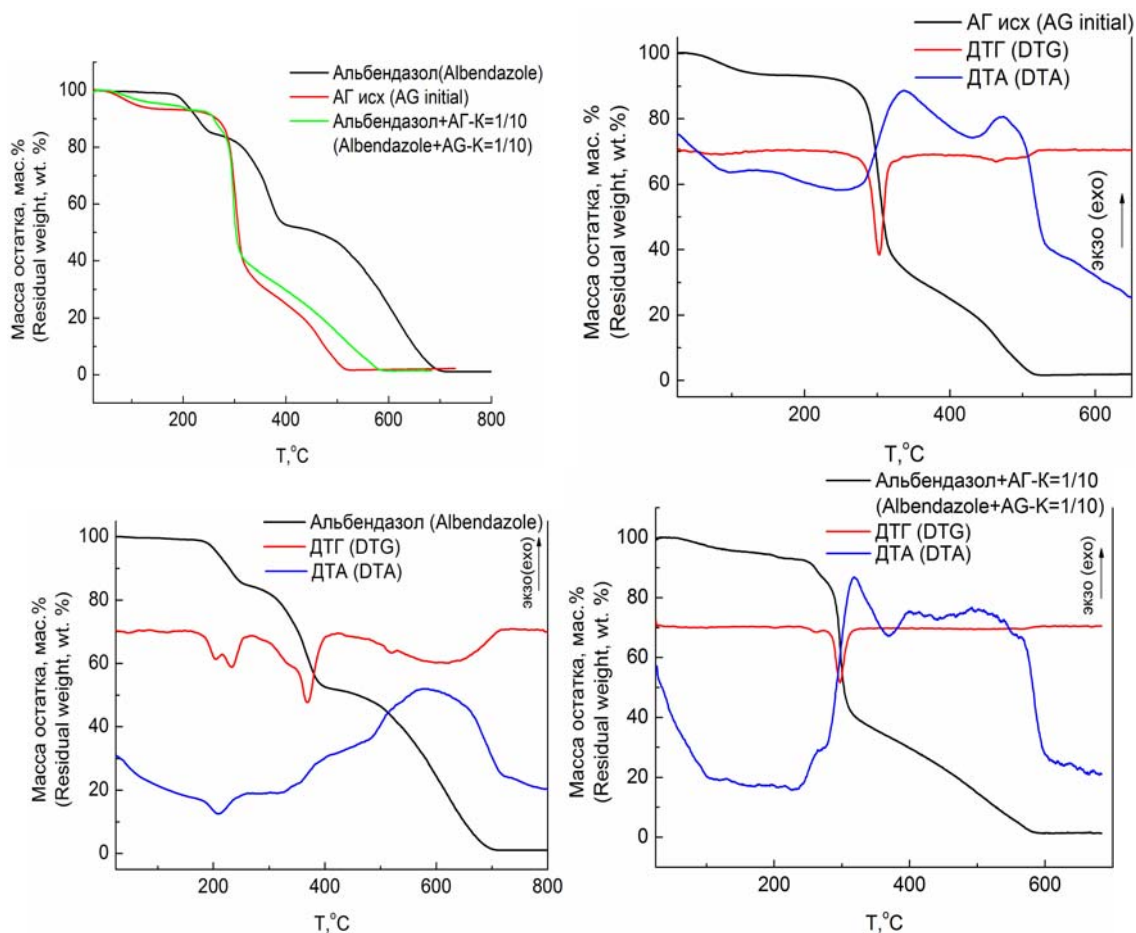 Альбендазол(Albendazole)
АГ исх (AG initial)
Альбендазол+АГ-К=1/10
(Albendazole+AG-K=1/10)
Масса остатка, мас.%
(Residual weight, wt. %)
100
80
60
40
20
0
200 400 600 800
T,°C
АГ исх (AG initial)
ДТГ (DTG)
ДТА (DTA)
Масса остатка, мас.%
(Residual weight, wt. %)
100
80
60
40
20
0
экзо (exo)
200 400 600
T,°C
Альбендазол (Albendazole)
ДТГ (DTG)
ДТА (DTA)
экзо(exo)
Масса остатка, мас.%
(Residual weight, wt. %)
100
80
60
40
20
0
200 400 600 800
T,°C
Альбендазол+АГ-К=1/10
(Albendazole+AG-K=1/10)
ДТГ (DTG)
ДТА (DTA)
экзо (exo)
Масса остатка, мас.%
(Residual weight, wt. %)
100
80
60
40
20
0
200 400 600
T,°C